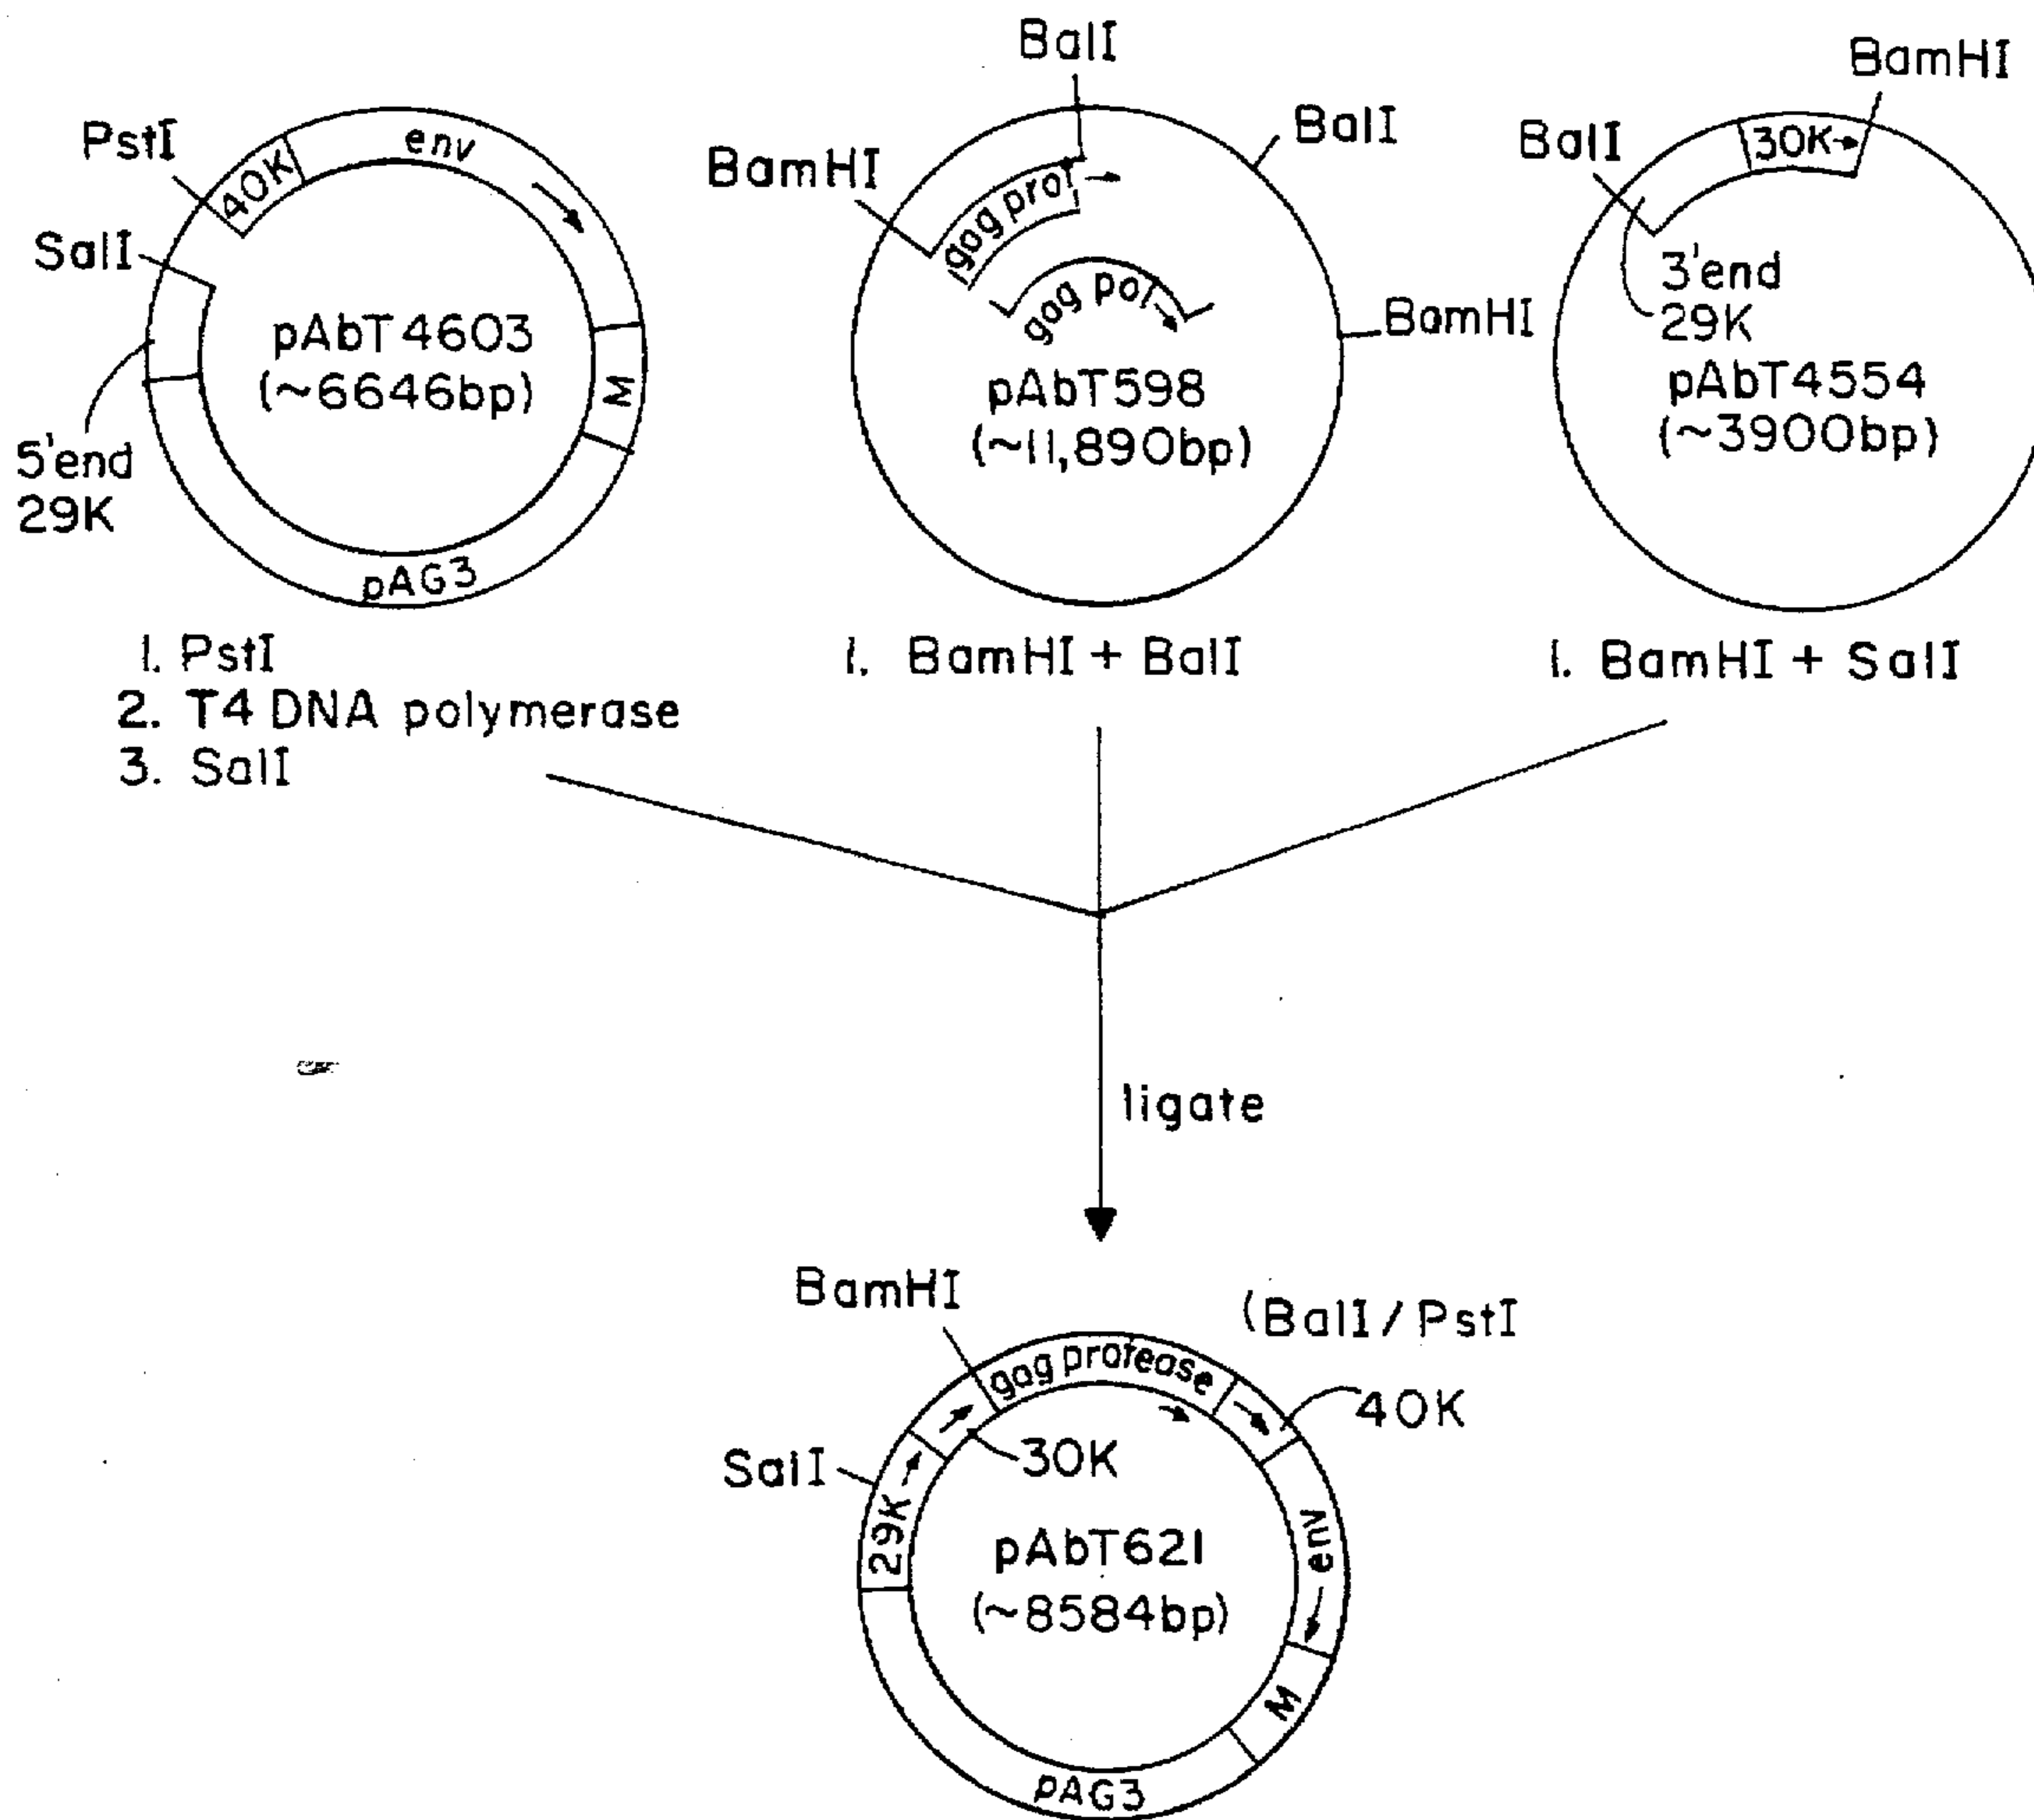 PstI
SalI
40K
env
pAbT4603
(~6646bp)
M
5'end
29K
pAG3
1. PstI
2. T4 DNA polymerase
3. SalI
BalI
BalI
BamHI
gag prot
gag pol
BamHI
pAbT598
(~11,890bp)
1. BamHI + BalI
BamHI
BalI
30K
3'end
29K
pAbT4554
(~3900bp)
1. BamHI + SalI
ligate
BamHI
(BalI/PstI
gag protease
40K
30K
SalI
29K
env
pAbT621
(~8584bp)
M
pAG3